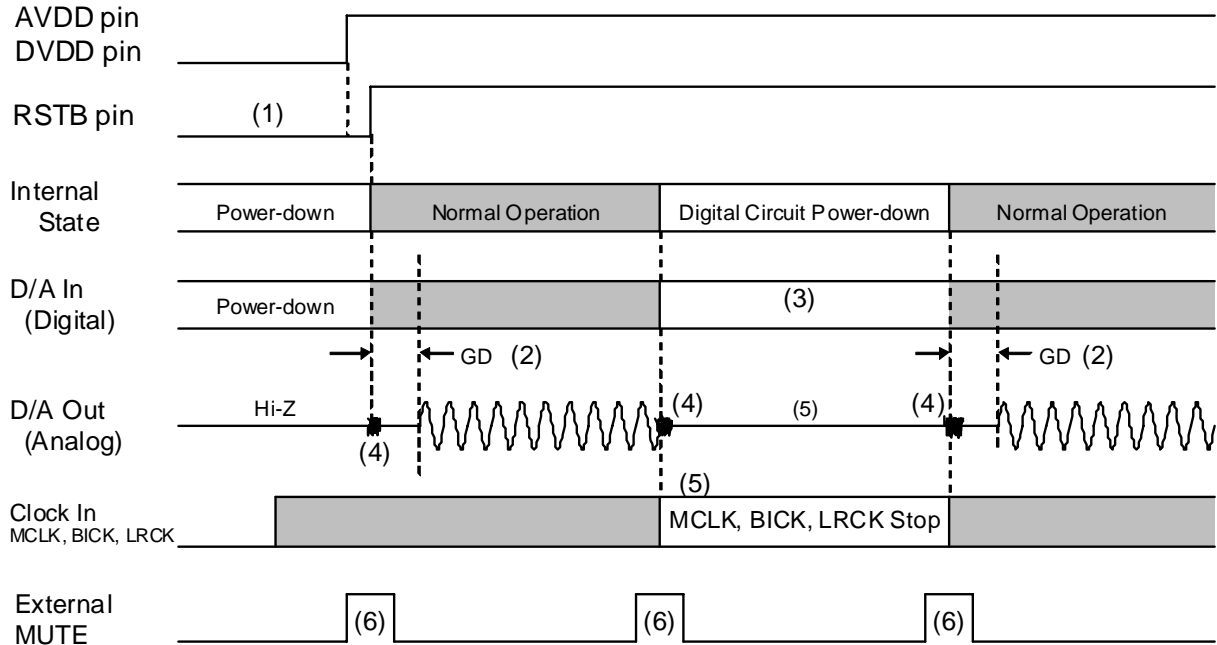 AVDD pin
DVDD pin
RSTB pin
(1)
Internal
State
Power-down
Normal Operation
Digital Circuit Power-down
Normal Operation
D/A In
(Digital)
Power-down
(3)
GD (2)
GD (2)
D/A Out
(Analog)
Hi-Z
(4)
(4)
(5)
(4)
(5)
Clock In
MCLK, BICK, LRCK
MCLK, BICK, LRCK Stop
External
MUTE
(6)
(6)
(6)